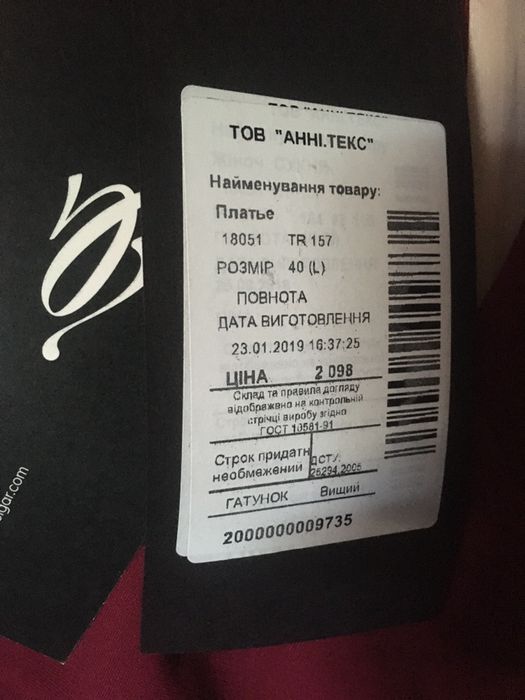 ТОВ "АННІ.ТЕКС"
Найменування товару:
Платье
18051 TR 157
РОЗМІР 40 (L)
ПОВНОТА
ДАТА ВИГОТОВЛЕННЯ
23.01.2019 16:37:25
ЦІНА 2 098
Склад та правила догляду
відображено на контрольній
стрічці виробу згідно
ГОСТ 10581-91
Строк придатн
необмежений
ДСТУ.
25294.2005
ГАТУНОК Вищий
2000000009735
gar.com